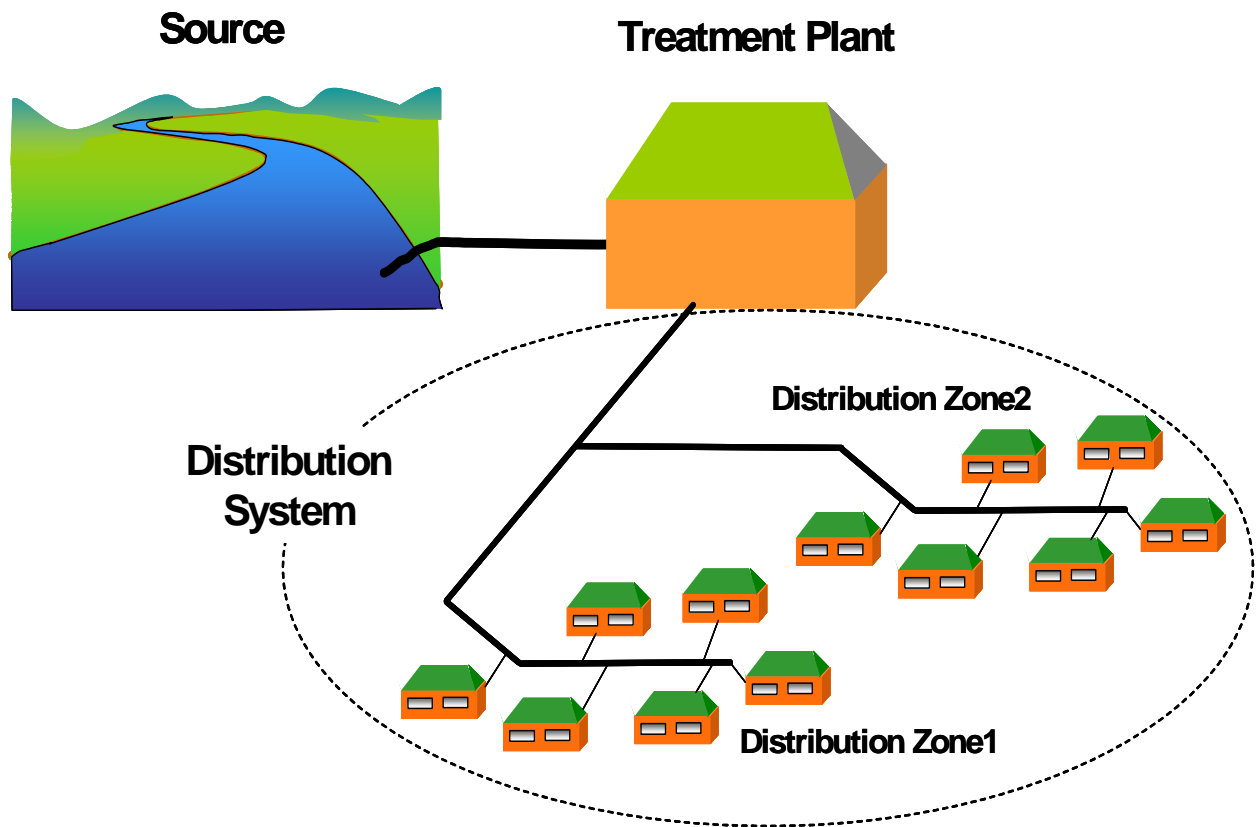 Source
Treatment Plant
Distribution Zone2
Distribution
System
Distribution Zone1